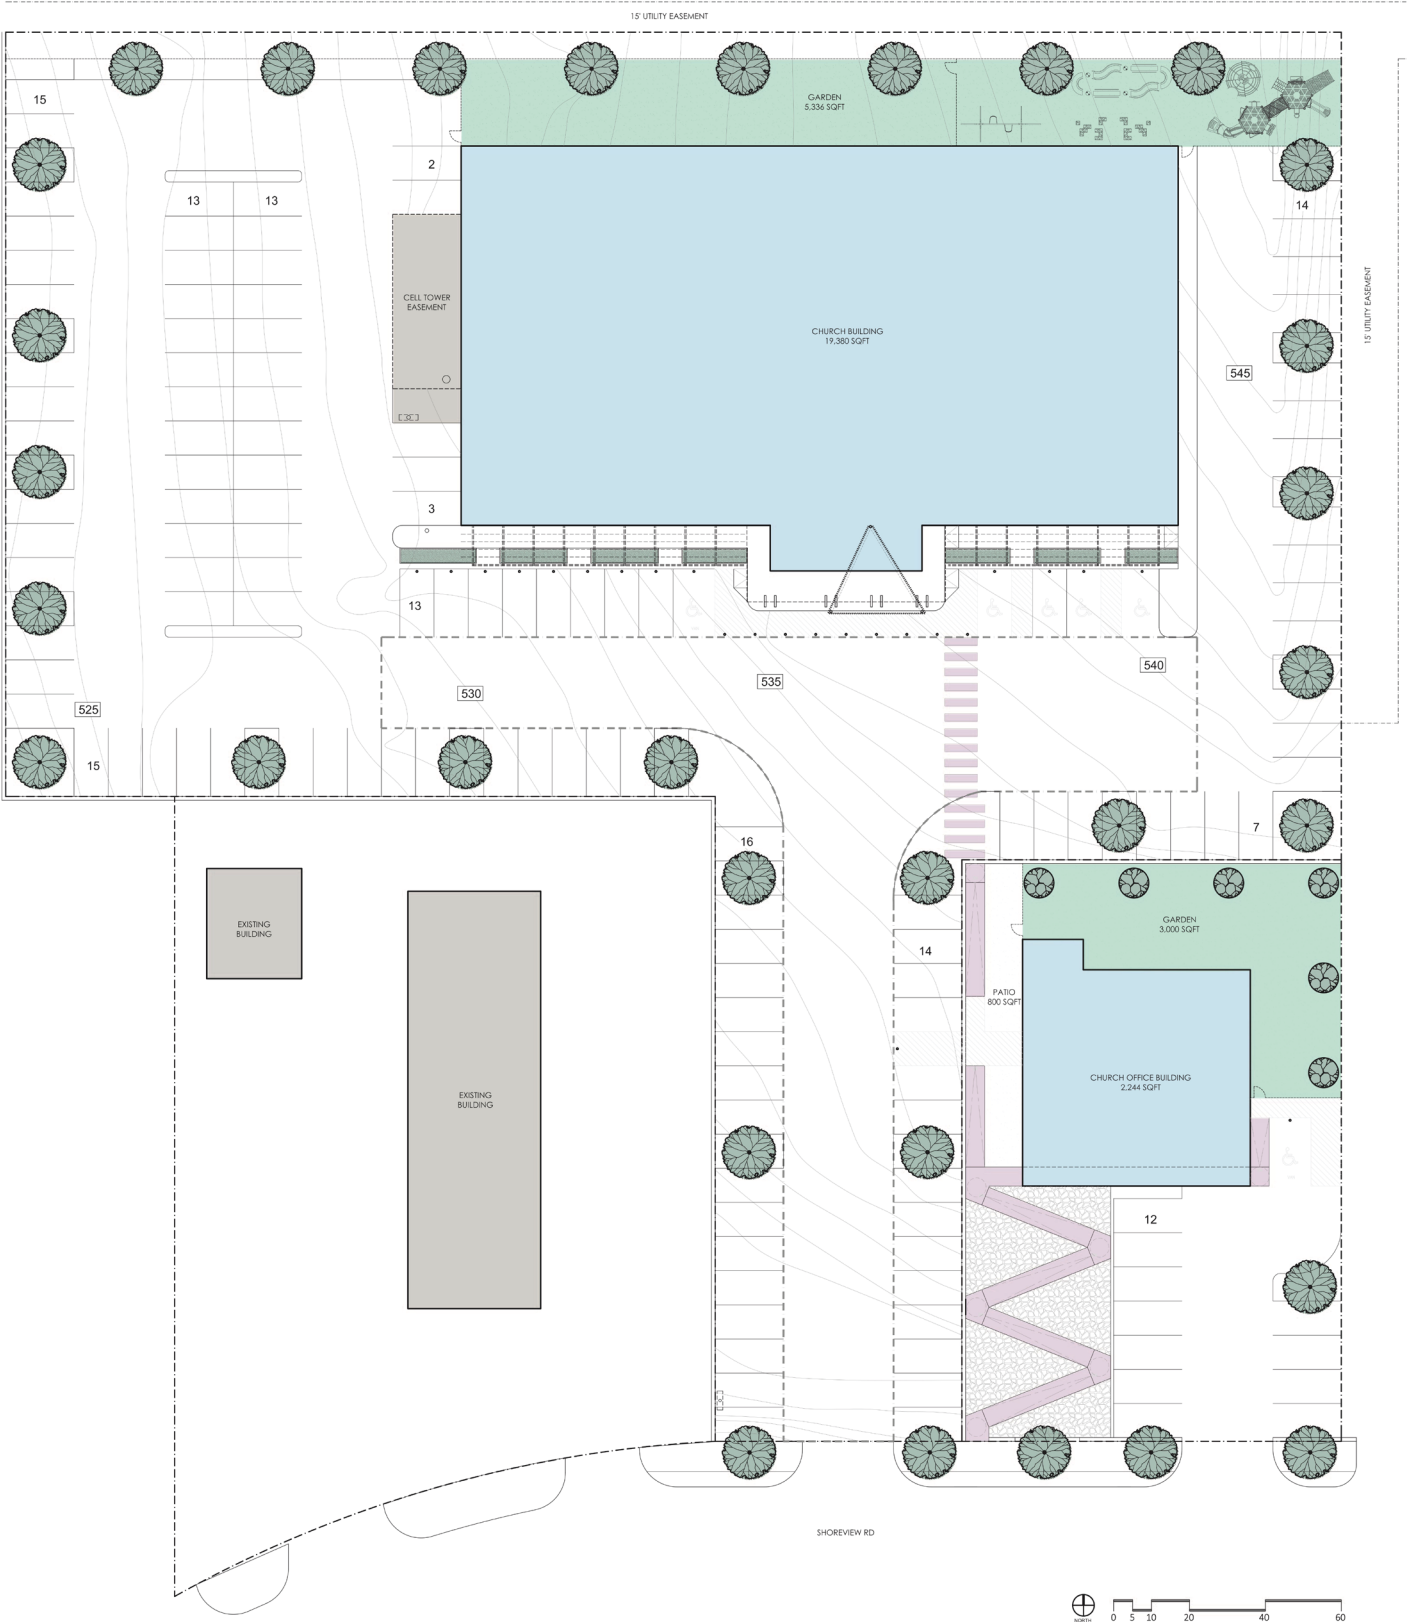 15' UTILITY EASEMENT
15
GARDEN
5,336 SQFT
2
13
13
14
15' UTILITY EASEMENT
CELL TOWER
EASEMENT
CHURCH BUILDING
19,380 SQFT
545
3
13
540
535
530
525
15
16
7
EXISTING
BUILDING
GARDEN
3,000 SQFT
14
PATIO
800 SQFT
CHURCH OFFICE BUILDING
2,244 SQFT
EXISTING
BUILDING
12
SHOREVIEW RD
NORTH
0 5 10 20 40 60